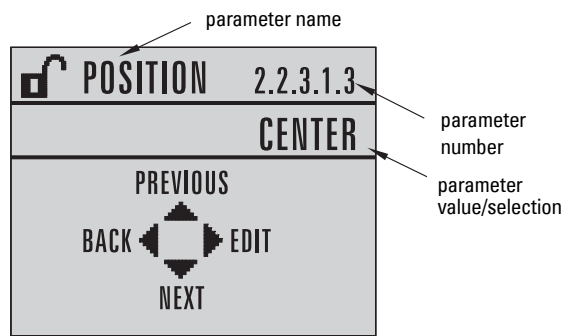 parameter name
POSITION 2.2.3.1.3
CENTER
parameter
number
parameter
value/selection
PREVIOUS
BACK EDIT
NEXT